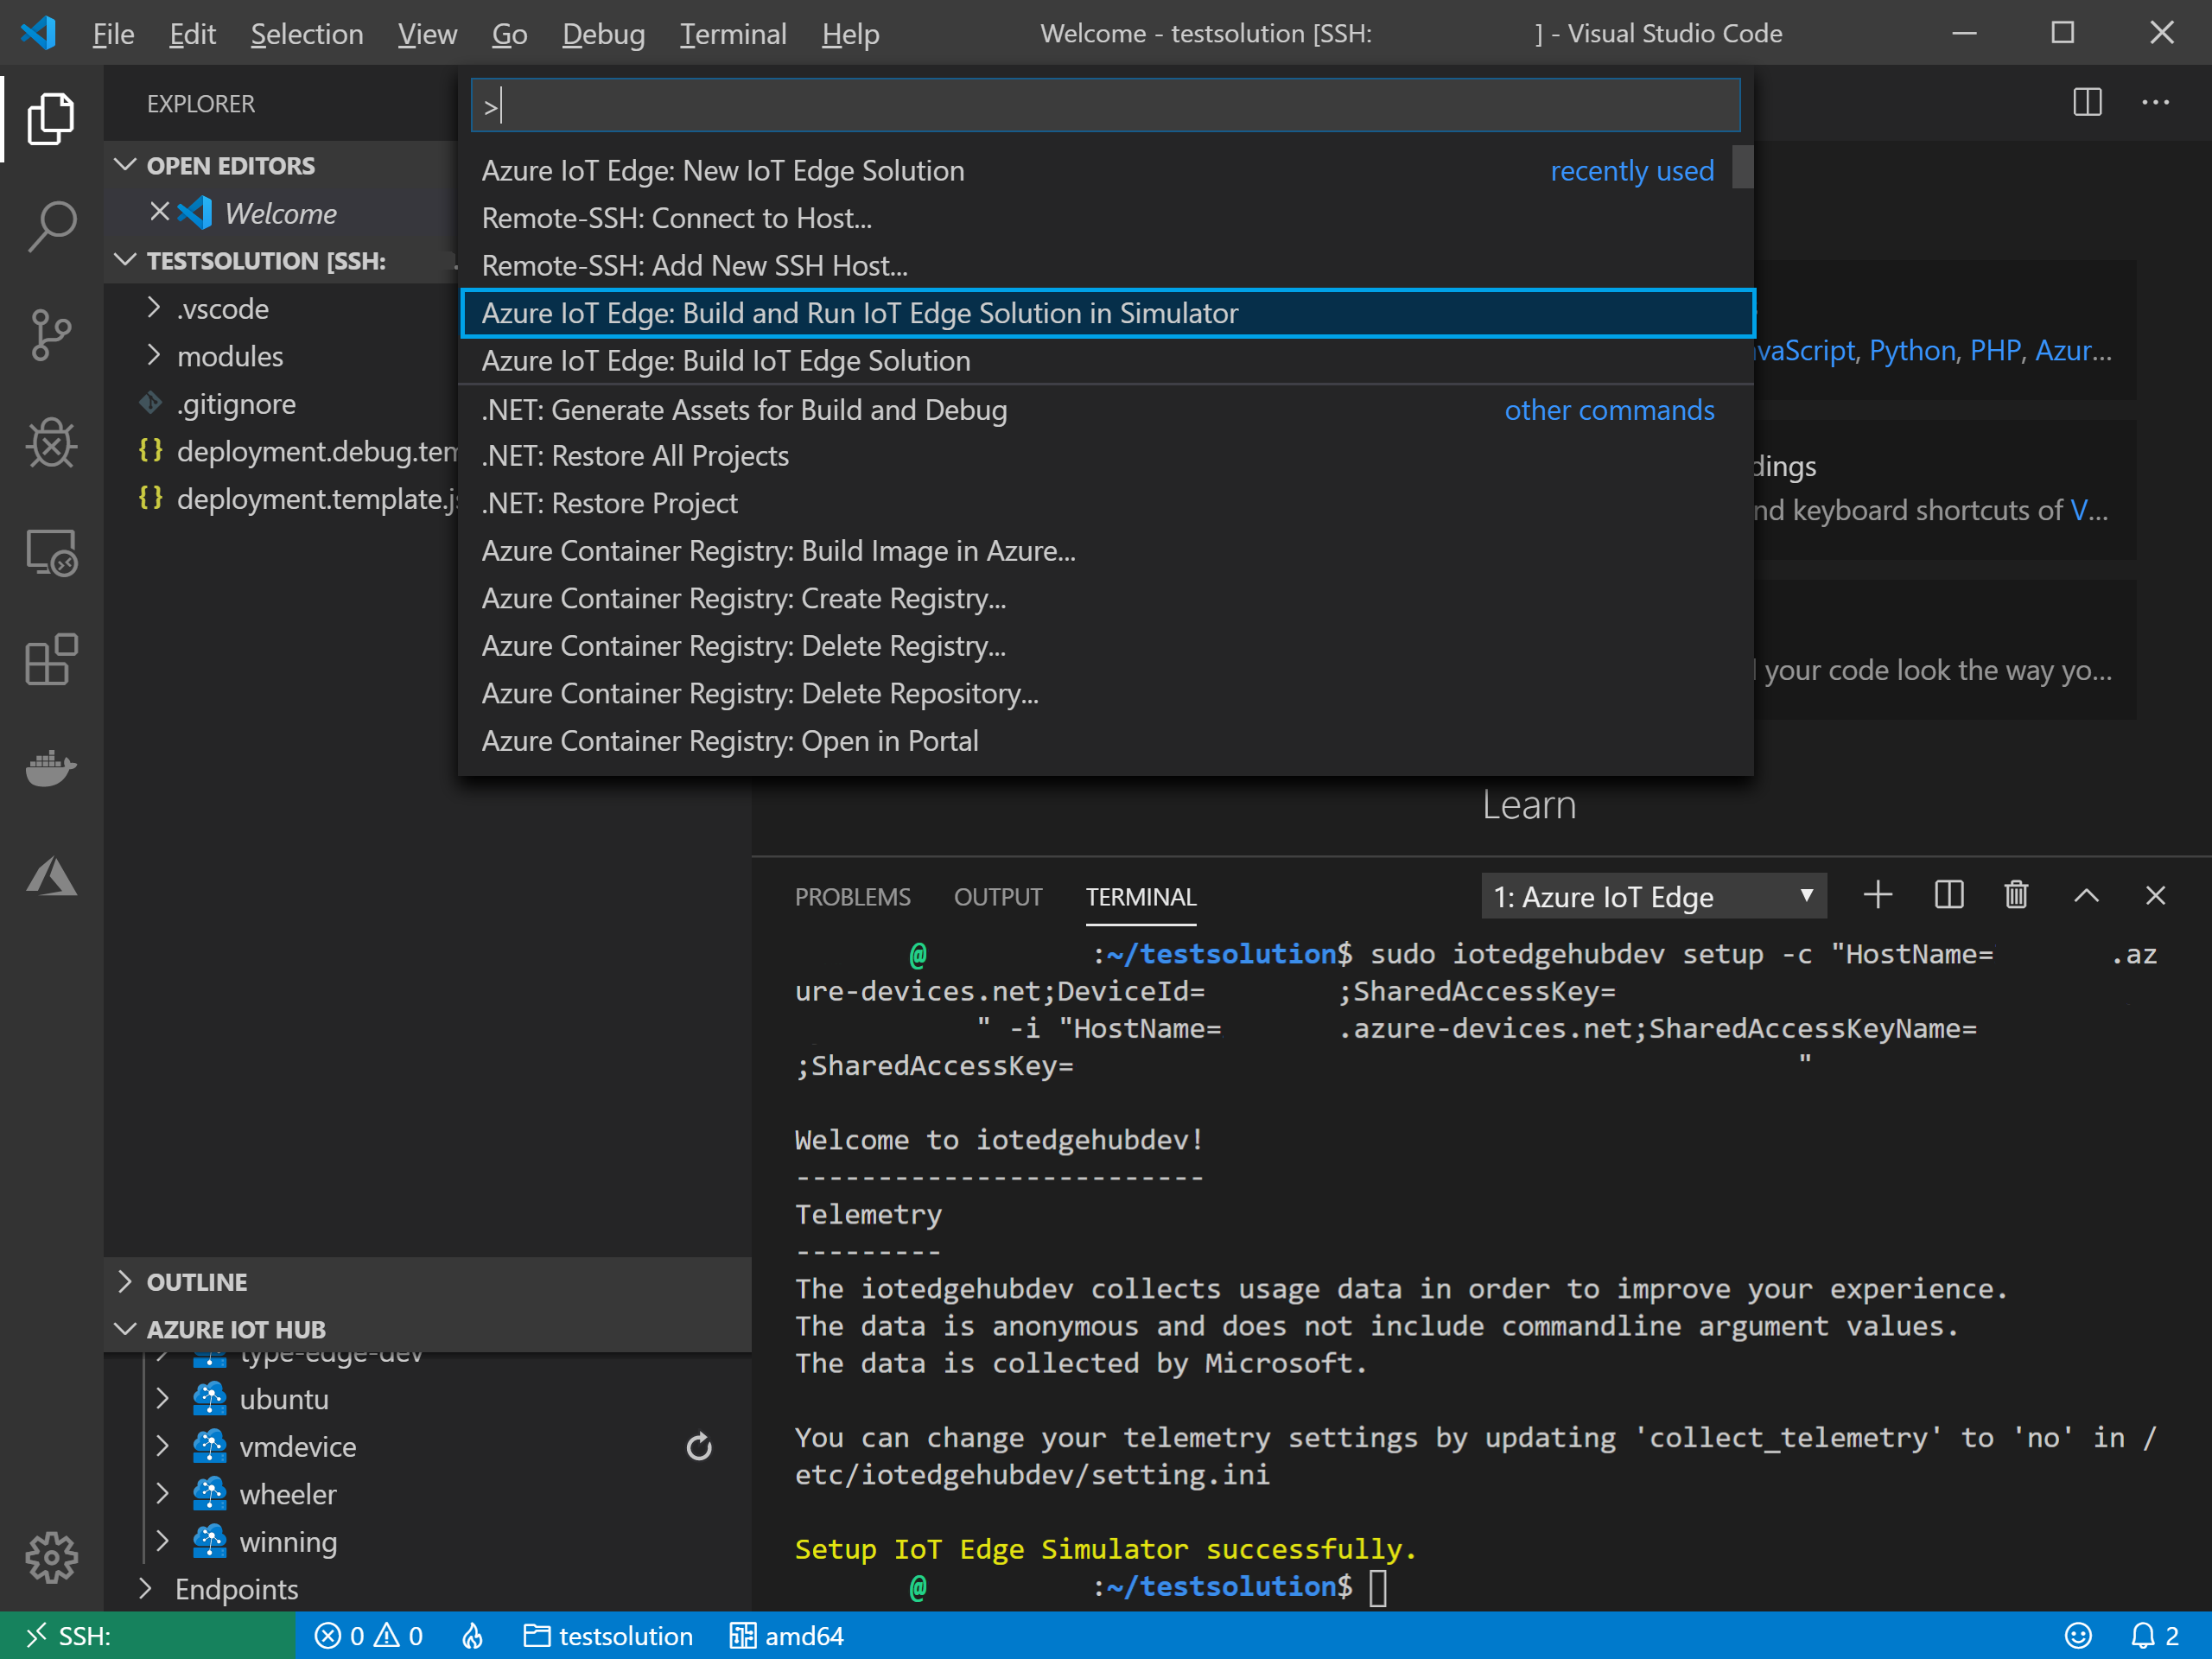 File Edit Selection View Go Debug Terminal Help Welcome - testsolution [SSH: ] - Visual Studio Code
EXPLORER
OPEN EDITORS
Welcome
TESTSOLUTION [SSH:
.vscode
modules
.gitignore
deployment.debug.tem
deployment.template.js
>
Azure IoT Edge: New IoT Edge Solution recently used
Remote-SSH: Connect to Host...
Remote-SSH: Add New SSH Host...
Azure IoT Edge: Build and Run IoT Edge Solution in Simulator
Azure IoT Edge: Build IoT Edge Solution
.NET: Generate Assets for Build and Debug other commands
.NET: Restore All Projects
.NET: Restore Project
Azure Container Registry: Build Image in Azure...
Azure Container Registry: Create Registry...
Azure Container Registry: Delete Registry...
Azure Container Registry: Delete Repository...
Azure Container Registry: Open in Portal
vaScript, Python, PHP, Azur...
dings
nd keyboard shortcuts of V...
your code look the way yo...
Learn
PROBLEMS OUTPUT TERMINAL 1: Azure IoT Edge
@ :~/testsolution$ sudo iotedgehubdev setup -c "HostName= .az
ure-devices.net;DeviceId= ;SharedAccessKey=
" -i "HostName= .azure-devices.net;SharedAccessKeyName=
;SharedAccessKey= "
Welcome to iotedgehubdev!
-------------------------
Telemetry
---------
The iotedgehubdev collects usage data in order to improve your experience.
The data is anonymous and does not include commandline argument values.
The data is collected by Microsoft.
You can change your telemetry settings by updating 'collect_telemetry' to 'no' in /
etc/iotedgehubdev/setting.ini
Setup IoT Edge Simulator successfully.
@ :~/testsolution$
OUTLINE
AZURE IOT HUB
type-edge-dev
ubuntu
vmdevice
wheeler
winning
Endpoints
SSH: 0 0 testsolution amd64 2